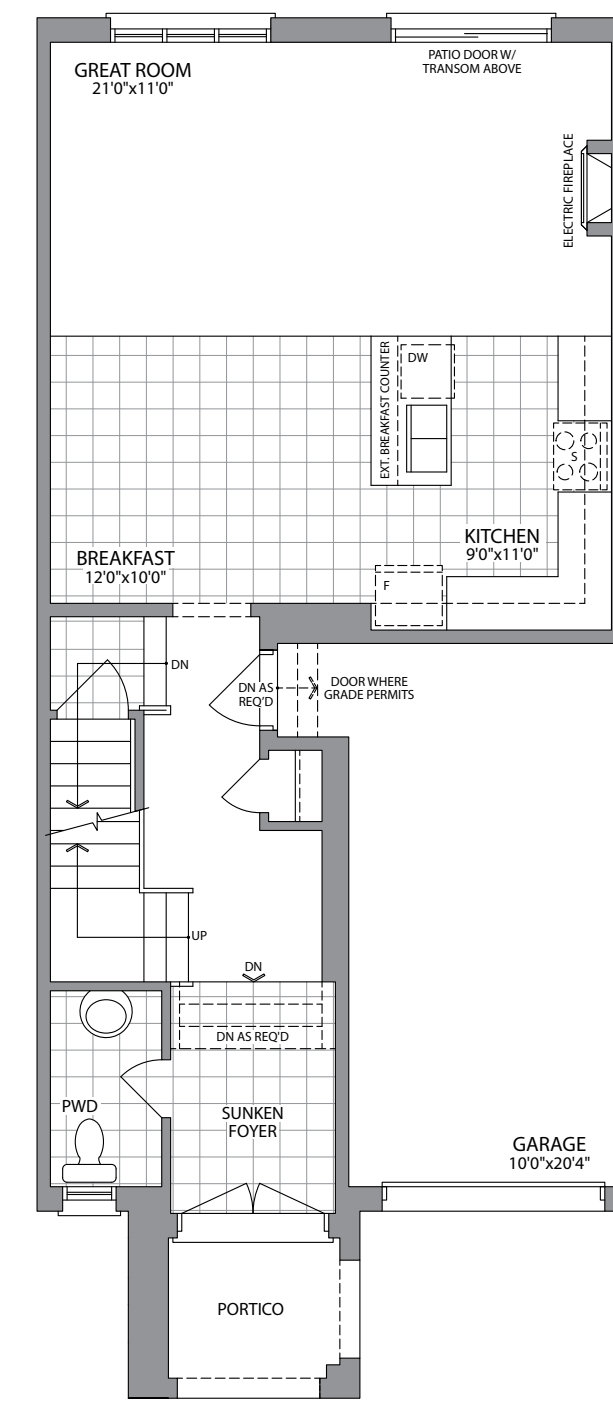 GREAT ROOM
21'0"x11'0"
PATIO DOOR W/
TRANSOM ABOVE
ELECTRIC FIREPLACE
EXT. BREAKFAST COUNTER
DW
S
KITCHEN
9'0"x11'0"
BREAKFAST
12'0"x10'0"
F
DN
DN AS
REQ'D
DOOR WHERE
GRADE PERMITS
UP
DN
DN AS REQ'D
PWD
SUNKEN
FOYER
GARAGE
10'0"x20'4"
PORTICO